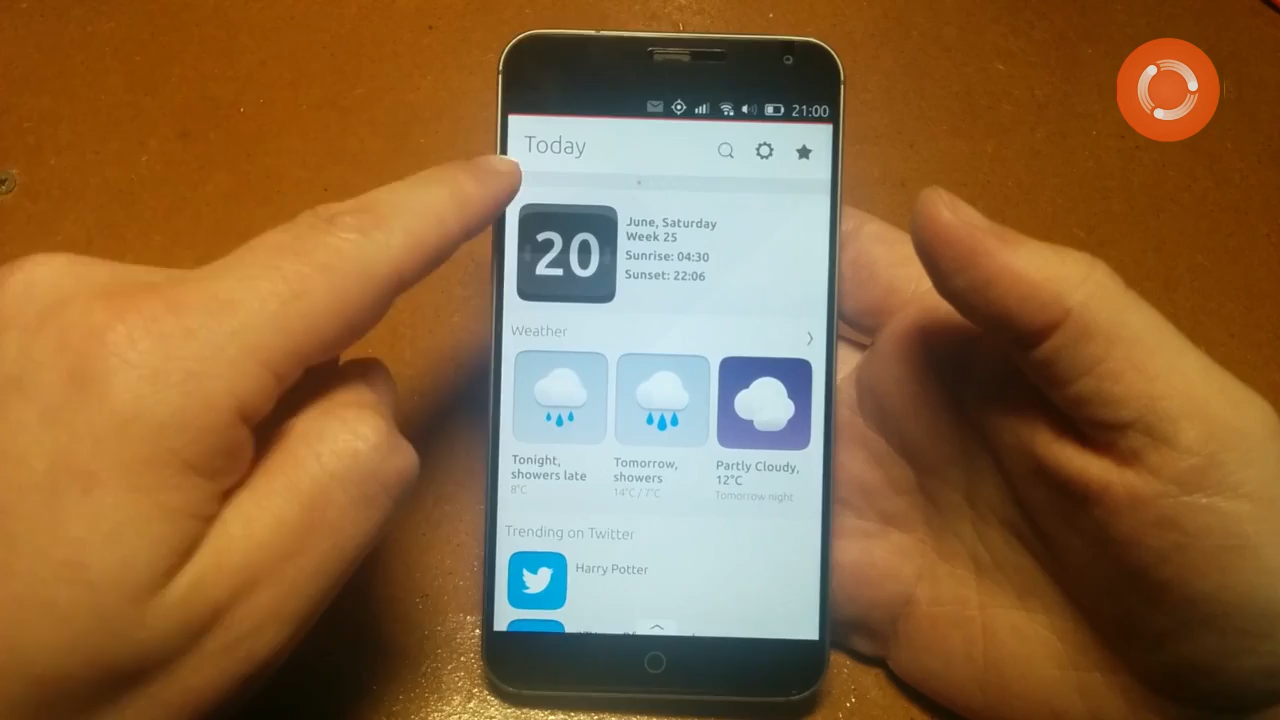 21:00
Today
20
June, Saturday
Week 25
Sunrise: 04:30
Sunset: 22:06
Weather
Tonight,
showers late
8°C
Tomorrow,
showers
14°C / 7°C
Partly Cloudy,
12°C
Tomorrow night
Trending on Twitter
Harry Potter